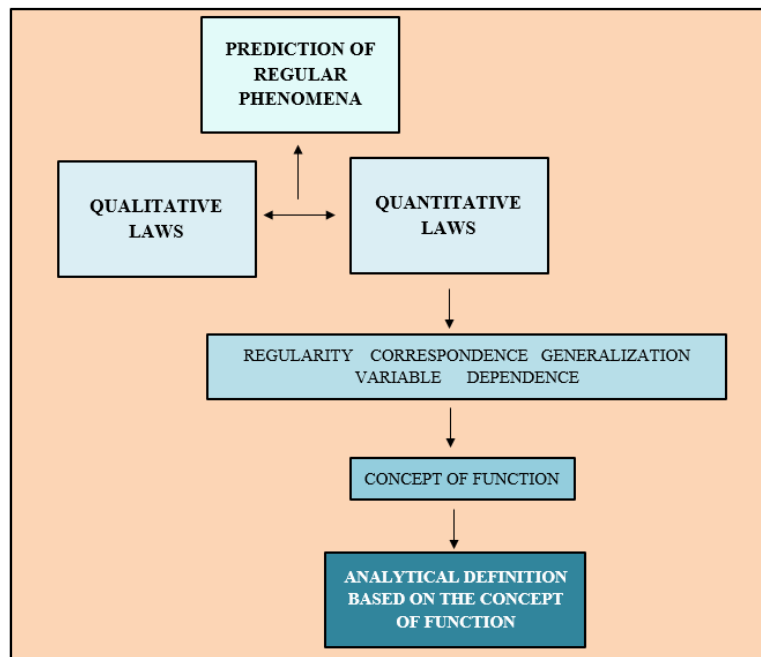 PREDICTION OF
REGULAR
PHENOMENA
QUALITATIVE
LAWS
QUANTITATIVE
LAWS
REGULARITY CORRESPONDENCE GENERALIZATION
VARIABLE DEPENDENCE
CONCEPT OF FUNCTION
ANALYTICAL DEFINITION
BASED ON THE CONCEPT
OF FUNCTION